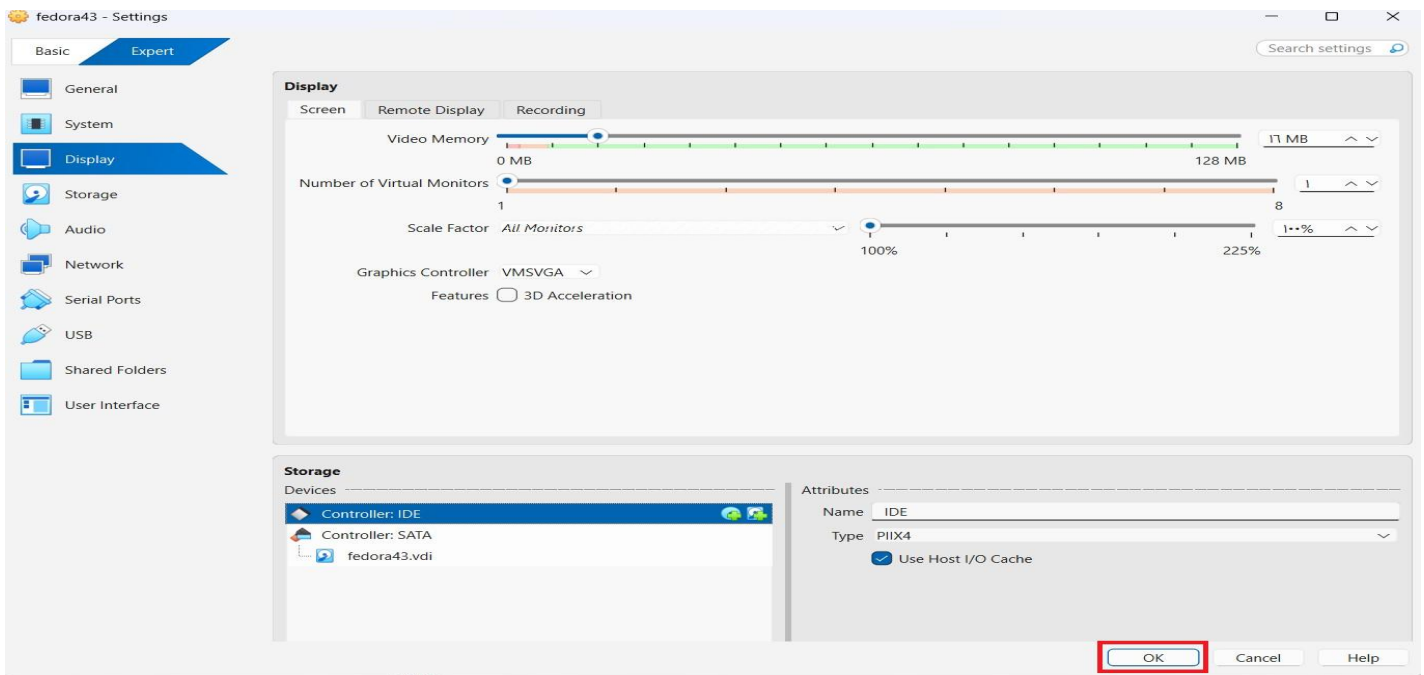 fedora43 - Settings
Basic
Expert
Search settings
General
System
Display
Storage
Audio
Network
Serial Ports
USB
Shared Folders
User Interface
Display
Screen Remote Display Recording
Video Memory ١٦ MB
0 MB 128 MB
Number of Virtual Monitors ١
1 8
Scale Factor All Monitors ١٠٠%
100% 225%
Graphics Controller VMSVGA
Features 3D Acceleration
Storage
Devices
Controller: IDE
Controller: SATA
fedora43.vdi
Attributes
Name IDE
Type PIIX4
Use Host I/O Cache
OK Cancel Help